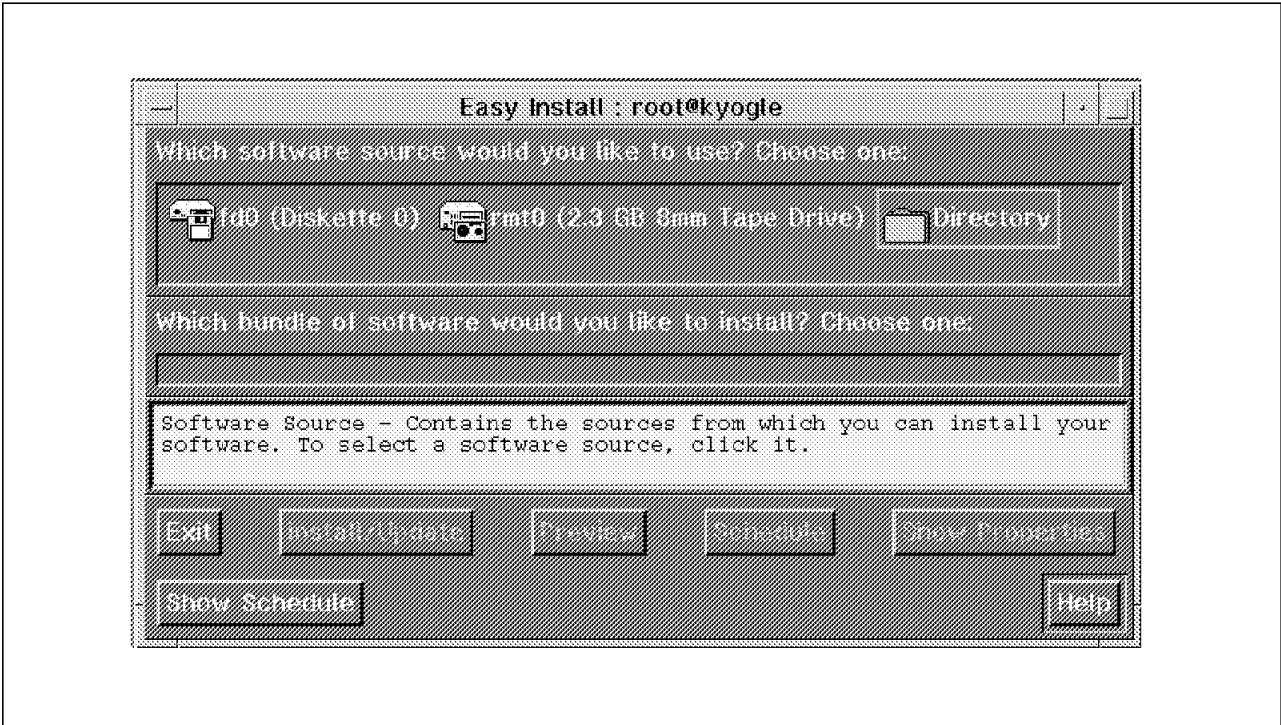 Easy Install : root@kyogle
Which software source would you like to use? Choose one:
fd0 (Diskette 0) rmt0 (2.3 GB 8mm Tape Drive) Directory
Which bundle of software would you like to install? Choose one:
Software Source - Contains the sources from which you can install your
software. To select a software source, click it.
Exit Install/Update Preview Schedule Show Properties
Show Schedule Help